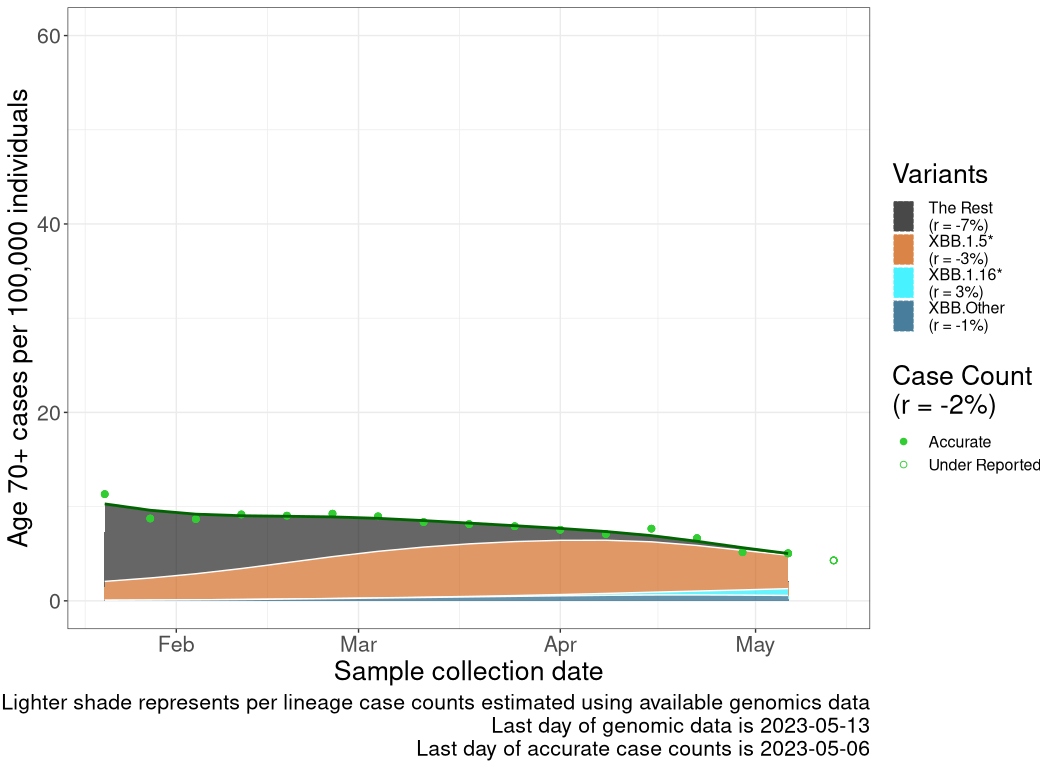 Age 70+ cases per 100,000 individuals
60
40
20
0
Feb
Mar
Apr
May
Sample collection date
Variants
The Rest
(r = -7%)
XBB.1.5*
(r = -3%)
XBB.1.16*
(r = 3%)
XBB.Other
(r = -1%)
Case Count
(r = -2%)
Accurate
Under Reported
Lighter shade represents per lineage case counts estimated using available genomics data
Last day of genomic data is 2023-05-13
Last day of accurate case counts is 2023-05-06